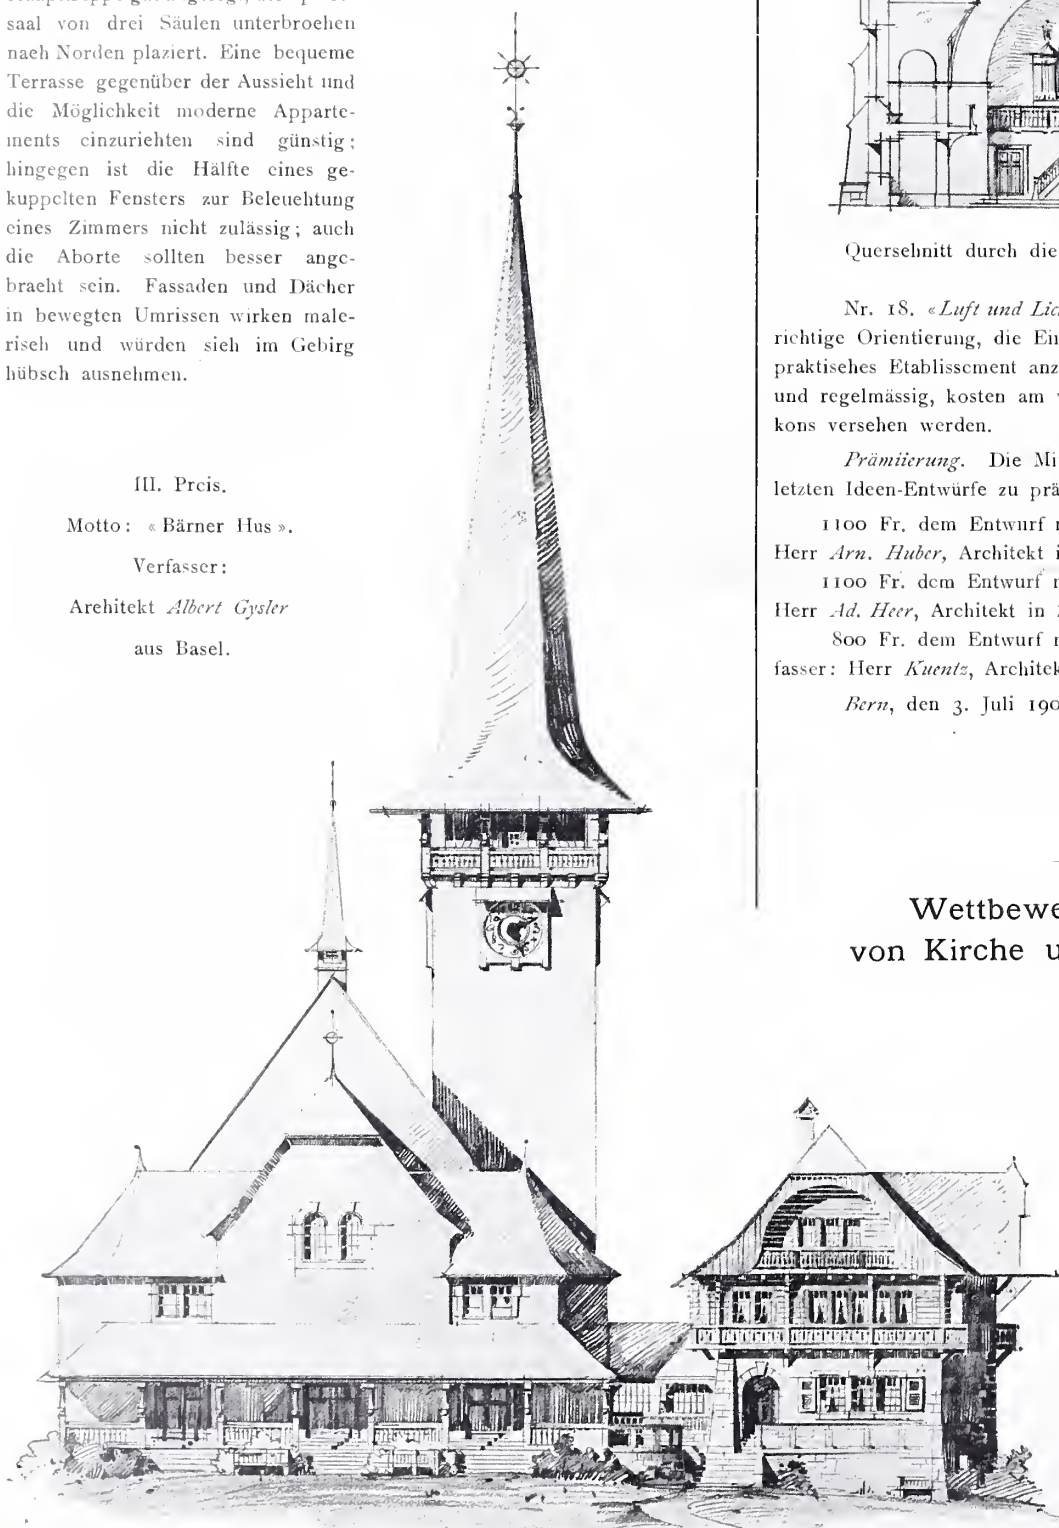 saal von drei Säulen unterbrochen
nach Norden plaziert. Eine bequeme
Terrasse gegenüber der Aussicht und
die Möglichkeit moderne Apparte-
ments einzurichten sind günstig;
hingegen ist die Hälfte eines ge-
kuppelten Fensters zur Beleuchtung
eines Zimmers nicht zulässig; auch
die Aborte sollten besser ange-
bracht sein. Fassaden und Dächer
in bewegten Umrissen wirken male-
risch und würden sich im Gebirg
hübsch ausnehmen.
III. Preis.
Motto: «Bärner Hus».
Verfasser:
Architekt Albert Gysler
aus Basel.
Querschnitt durch die
Nr. 18. «Luft und Lic
richtige Orientierung, die Ein
praktisches Etablissement anz
und regelmässig, kosten am
kons versehen werden.
Prämiierung. Die Mi
letzten Ideen-Entwürfe zu prä
1100 Fr. dem Entwurf
Herr Arn. Huber, Architekt i
1100 Fr. dem Entwurf
Herr Ad. Heer, Architekt in
800 Fr. dem Entwurf
fasser: Herr Kuentz, Architek
Bern, den 3. Juli 190
Wettbewe
von Kirche u